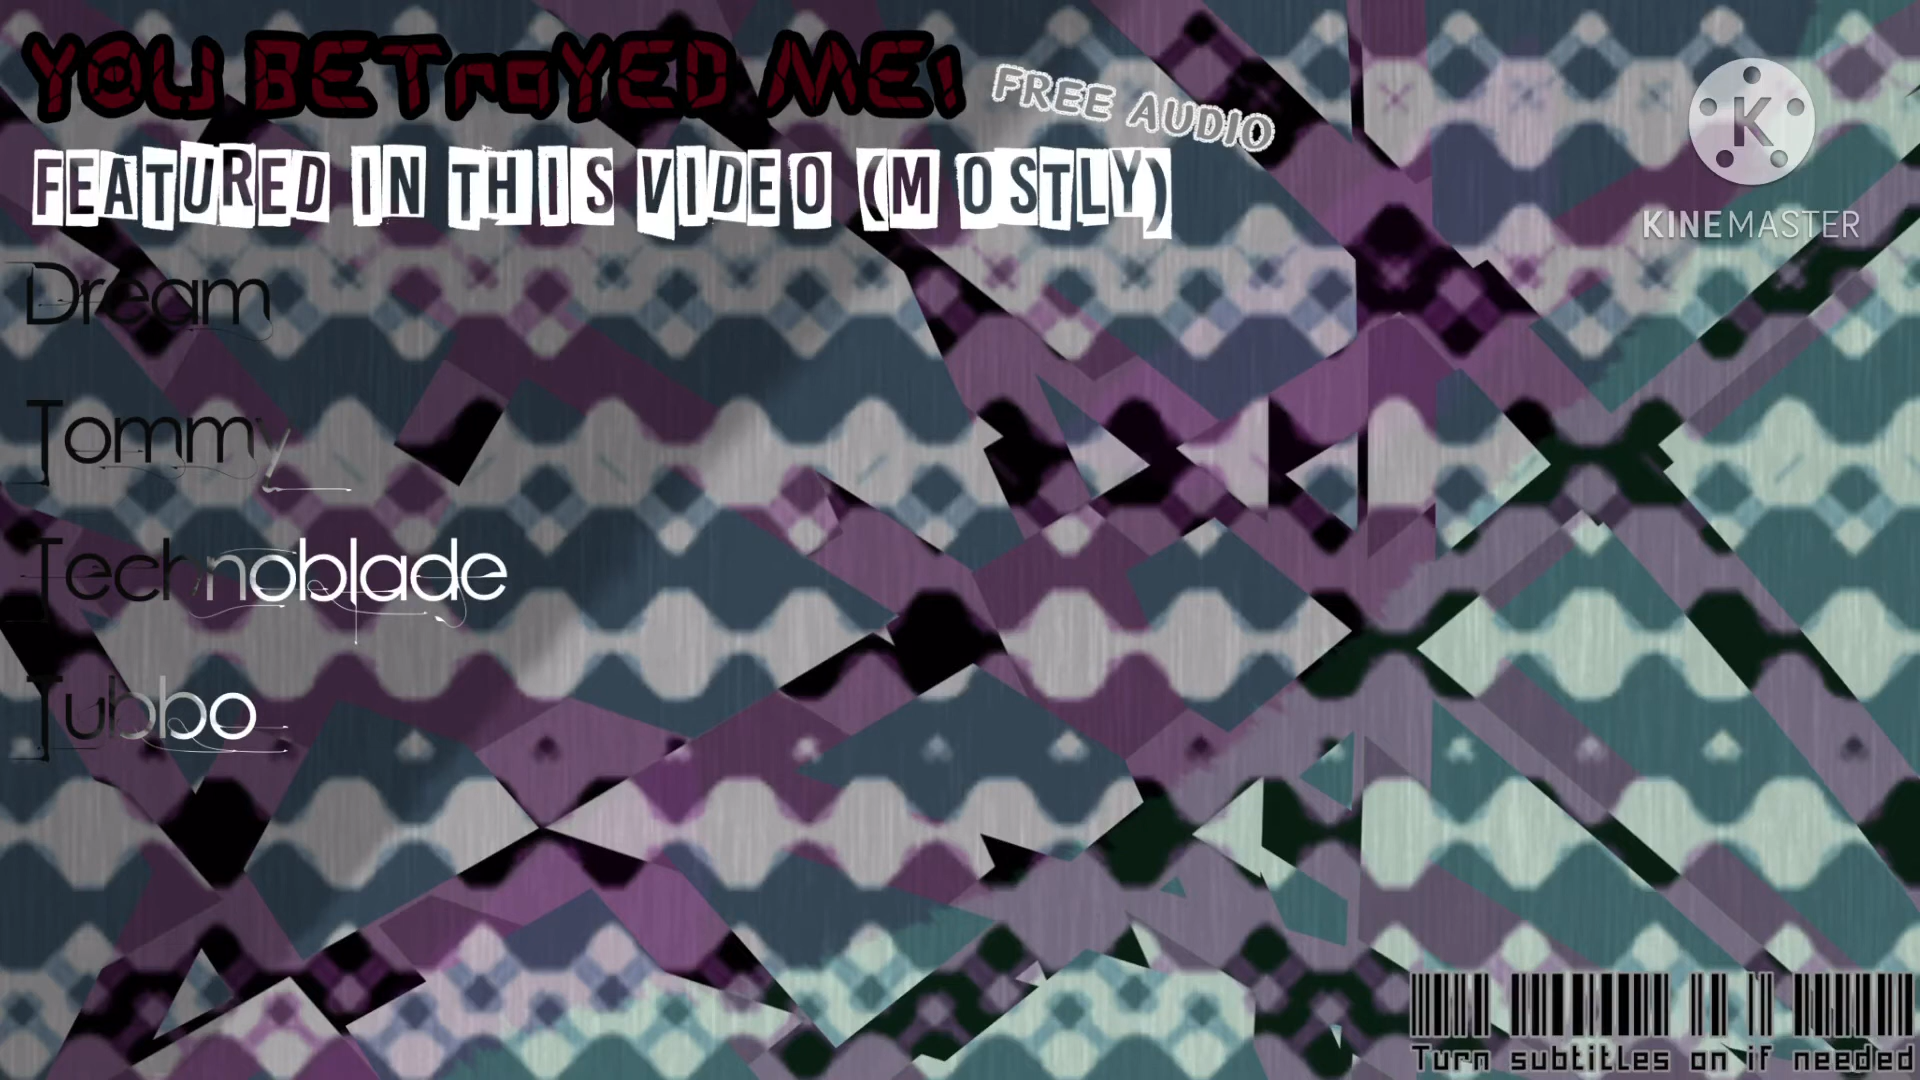 YOU BETrayED ME!
FREE AUDIO
FEATURED IN THIS VIDEO (MOSTLY)
Dream
Tommy
Technoblade
Tubbo
K
KINEMASTER
Turn subtitles on if needed